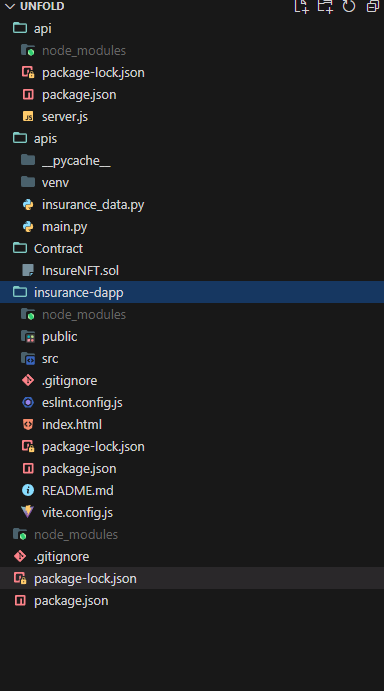 UNFOLD
api
node_modules
package-lock.json
package.json
server.js
apis
__pycache__
venv
insurance_data.py
main.py
Contract
InsureNFT.sol
insurance-dapp
node_modules
public
src
.gitignore
eslint.config.js
index.html
package-lock.json
package.json
README.md
vite.config.js
node_modules
.gitignore
package-lock.json
package.json